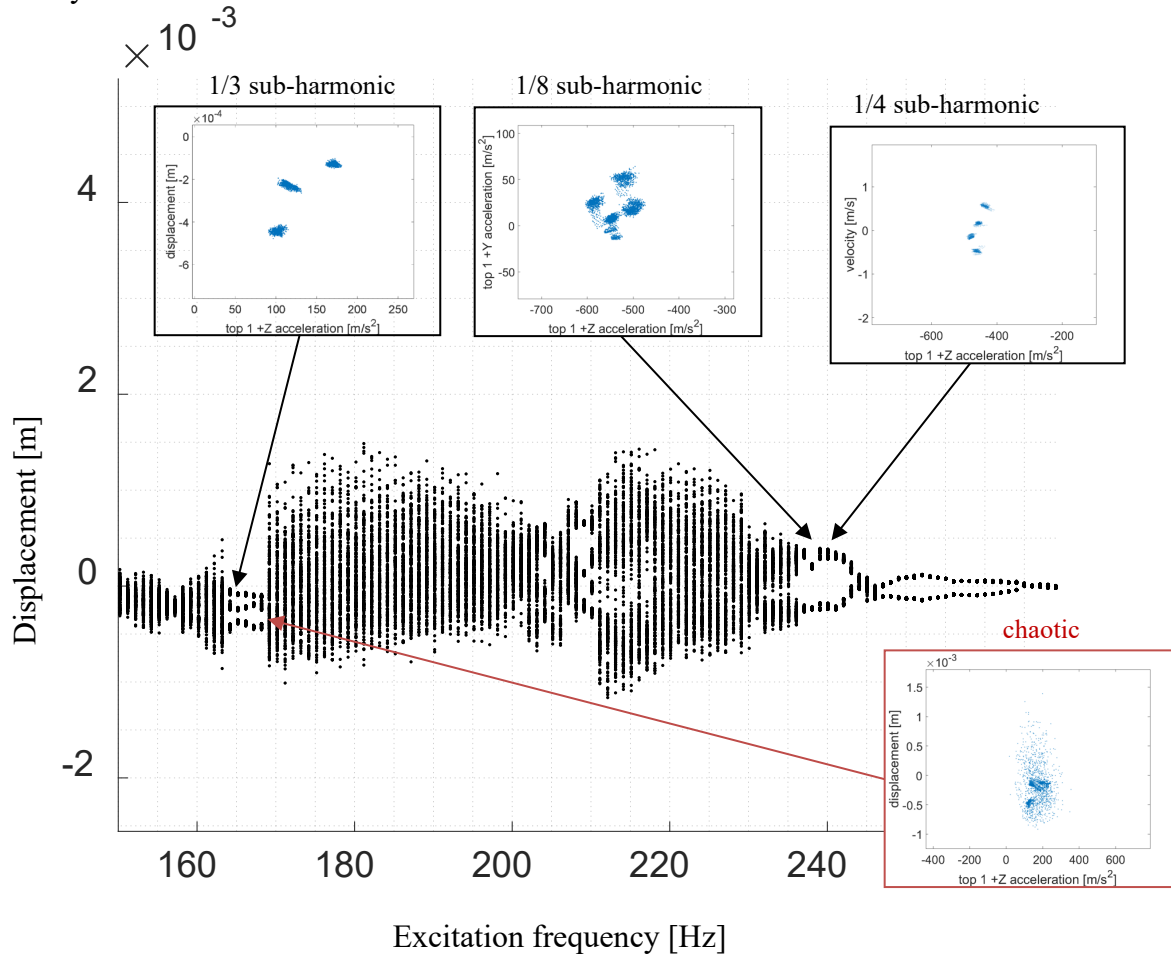 y
× 10 -3
1/3 sub-harmonic
1/8 sub-harmonic
1/4 sub-harmonic
×10-4
0
-2
-4
-6
displacement [m]
0 50 100 150 200 250
top 1 +Z acceleration [m/s2]
100
50
0
-50
top 1 +Y acceleration [m/s2]
-700 -600 -500 -400 -300
top 1 +Z acceleration [m/s2]
1
0
-1
-2
velocity [m/s]
-600 -400 -200
top 1 +Z acceleration [m/s2]
4
2
0
-2
Displacement [m]
chaotic
×10-3
1.5
1
0.5
0
-0.5
-1
displacement [m]
-400 -200 0 200 400 600
top 1 +Z acceleration [m/s2]
160 180 200 220 240
Excitation frequency [Hz]